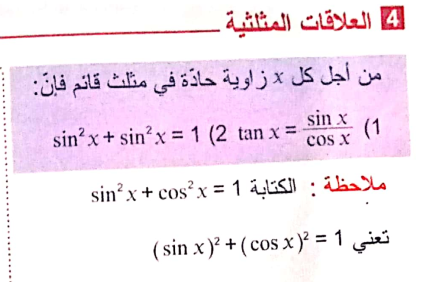 4 العلاقات المثلثية
من أجل كل x زاوية حادّة في مثلث قائم فإنّ:
1) tan x = sin x / cos x 2) sin²x + sin²x = 1
ملاحظة : الكتابة sin²x + cos²x = 1
تعني (sin x)² + (cos x)² = 1